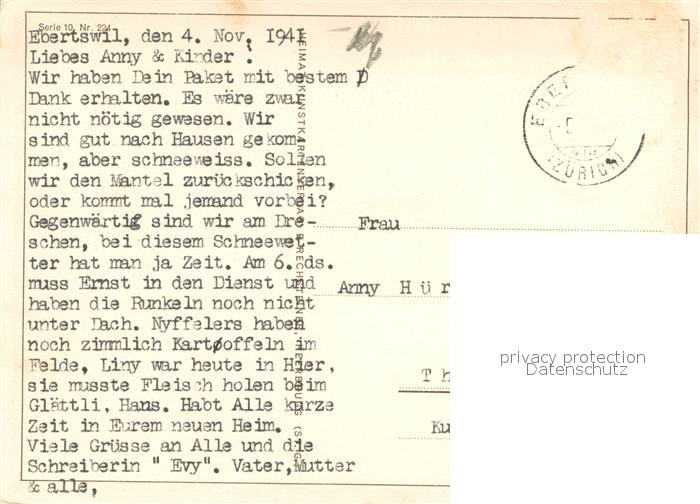 Serie 10, Nr. 224
Ebertswil, den 4. Nov. 1941
Liebes Anny & Kinder !
Wir haben Dein Paket mit bestem D
Dank erhalten. Es wäre zwar
nicht nötig gewesen. Wir
sind gut nach Hausen gekom-
men, aber schneeweiss. Sollen
wir den Mantel zurückschicken,
oder kommt mal jemand vorbei?
Gegenwärtig sind wir am Dre-
schen, bei diesem Schneewet-
ter hat man ja Zeit. Am 6. ds.
muss Ernst in den Dienst und
haben die Runkeln noch nicht
unter Dach. Nyffelers haben
noch zimmlich Kartooffeln im
Felde, Liny war heute in Hier,
sie musste Fleisch holen beim
Glättli, Hans. Habt Alle kurze
Zeit in Eurem neuen Heim.
Viele Grüsse an Alle und die
Schreiberin " Evy". Vater, Mutter
& alle,
(ZÜRICH)
Frau
Anny Hür
Th
Ku
privacy protection
Datenschutz